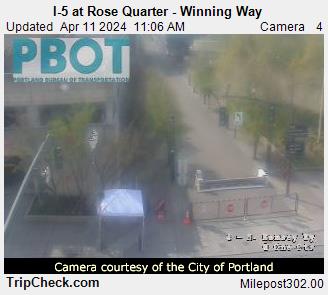 I-5 at Rose Quarter - Winning Way
Updated Apr 11 2024 11:06 AM Camera 4
PBOT
PORTLAND BUREAU OF TRANSPORTATION
Camera courtesy of the City of Portland
TripCheck.com Milepost302.00